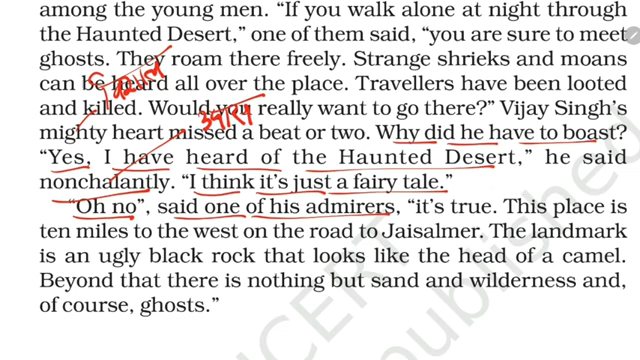 among the young men. “If you walk alone at night through
the Haunted Desert,” one of them said, “you are sure to meet
ghosts. They roam there freely. Strange shrieks and moans
can be heard all over the place. Travellers have been looted
and killed. Would you really want to go there?” Vijay Singh’s
mighty heart missed a beat or two. Why did he have to boast?
“Yes, I have heard of the Haunted Desert,” he said
nonchalantly. “I think it’s just a fairy tale.”
“Oh no”, said one of his admirers, “it’s true. This place is
ten miles to the west on the road to Jaisalmer. The landmark
is an ugly black rock that looks like the head of a camel.
Beyond that there is nothing but sand and wilderness and,
of course, ghosts.”
NCERT
published